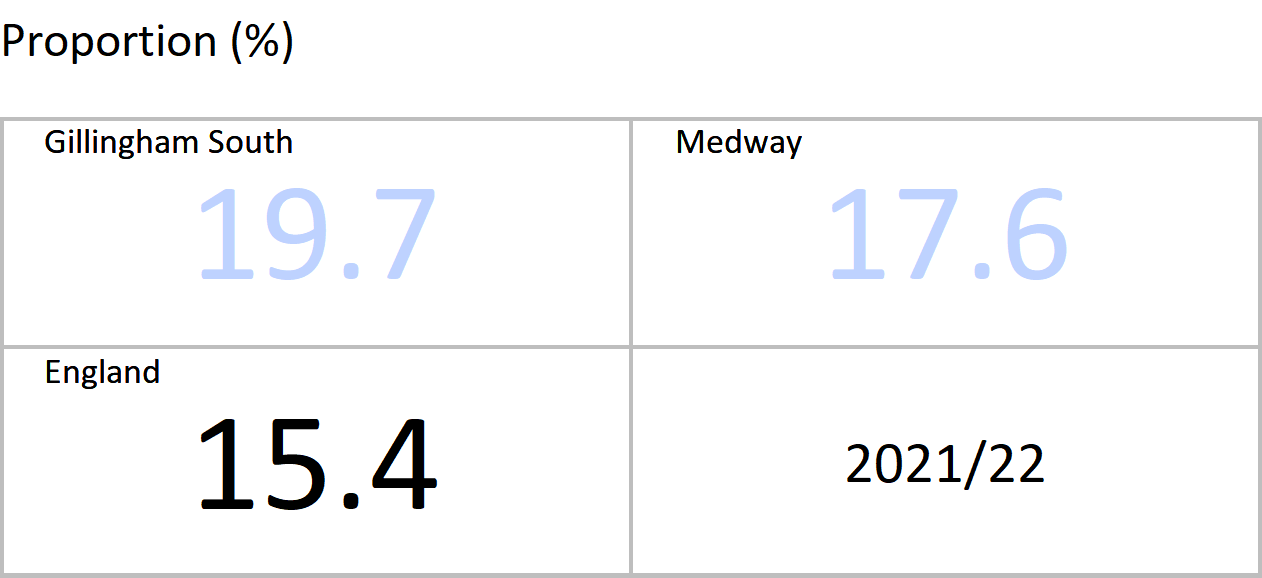 Proportion (%)
Gillingham South
19.7
Medway
17.6
England
15.4
2021/22